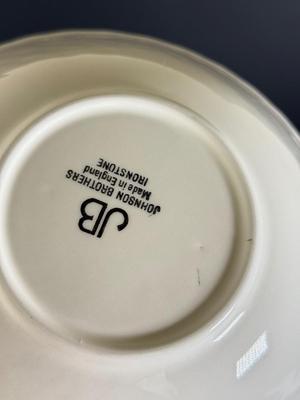 JB
JOHNSON BROTHERS
Made in England
IRONSTONE